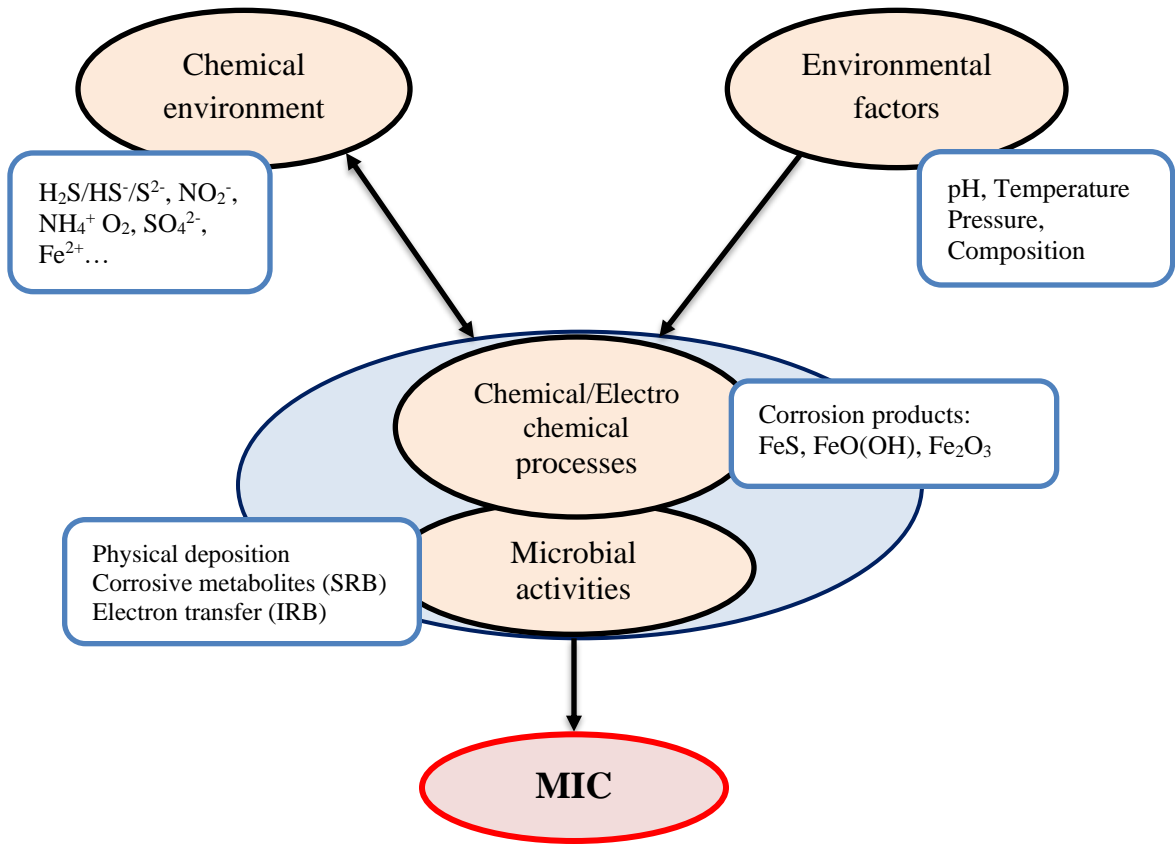 Chemical
environment
Environmental
factors
H₂S/HS⁻/S²⁻, NO₂⁻,
NH₄⁺ O₂, SO₄²⁻,
Fe²⁺…
pH, Temperature
Pressure,
Composition
Chemical/Electro
chemical
processes
Corrosion products:
FeS, FeO(OH), Fe₂O₃
Physical deposition
Corrosive metabolites (SRB)
Electron transfer (IRB)
Microbial
activities
MIC